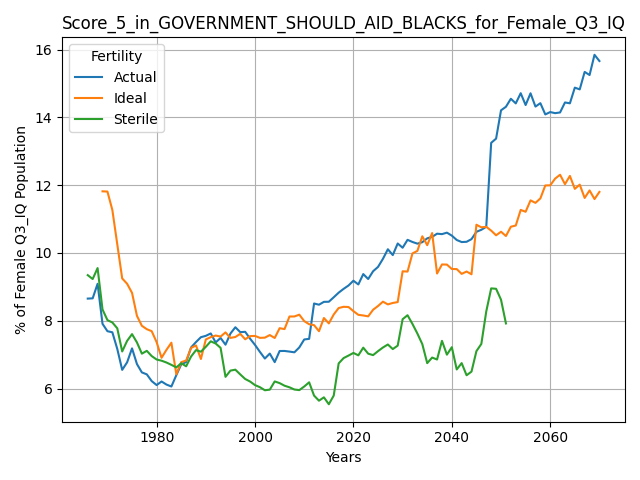 Score_5_in_GOVERNMENT_SHOULD_AID_BLACKS_for_Female_Q3_IQ
Fertility
Actual
Ideal
Sterile
% of Female Q3_IQ Population
16
14
12
10
8
6
1980
2000
2020
2040
2060
Years